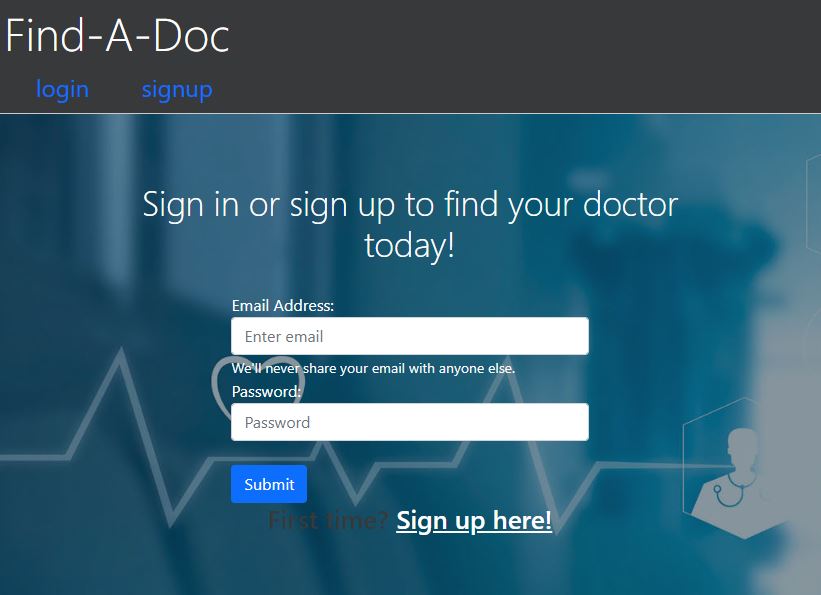 Find-A-Doc
login signup
Sign in or sign up to find your doctor
today!
Email Address:
Enter email
We'll never share your email with anyone else.
Password:
Password
Submit
First time? Sign up here!